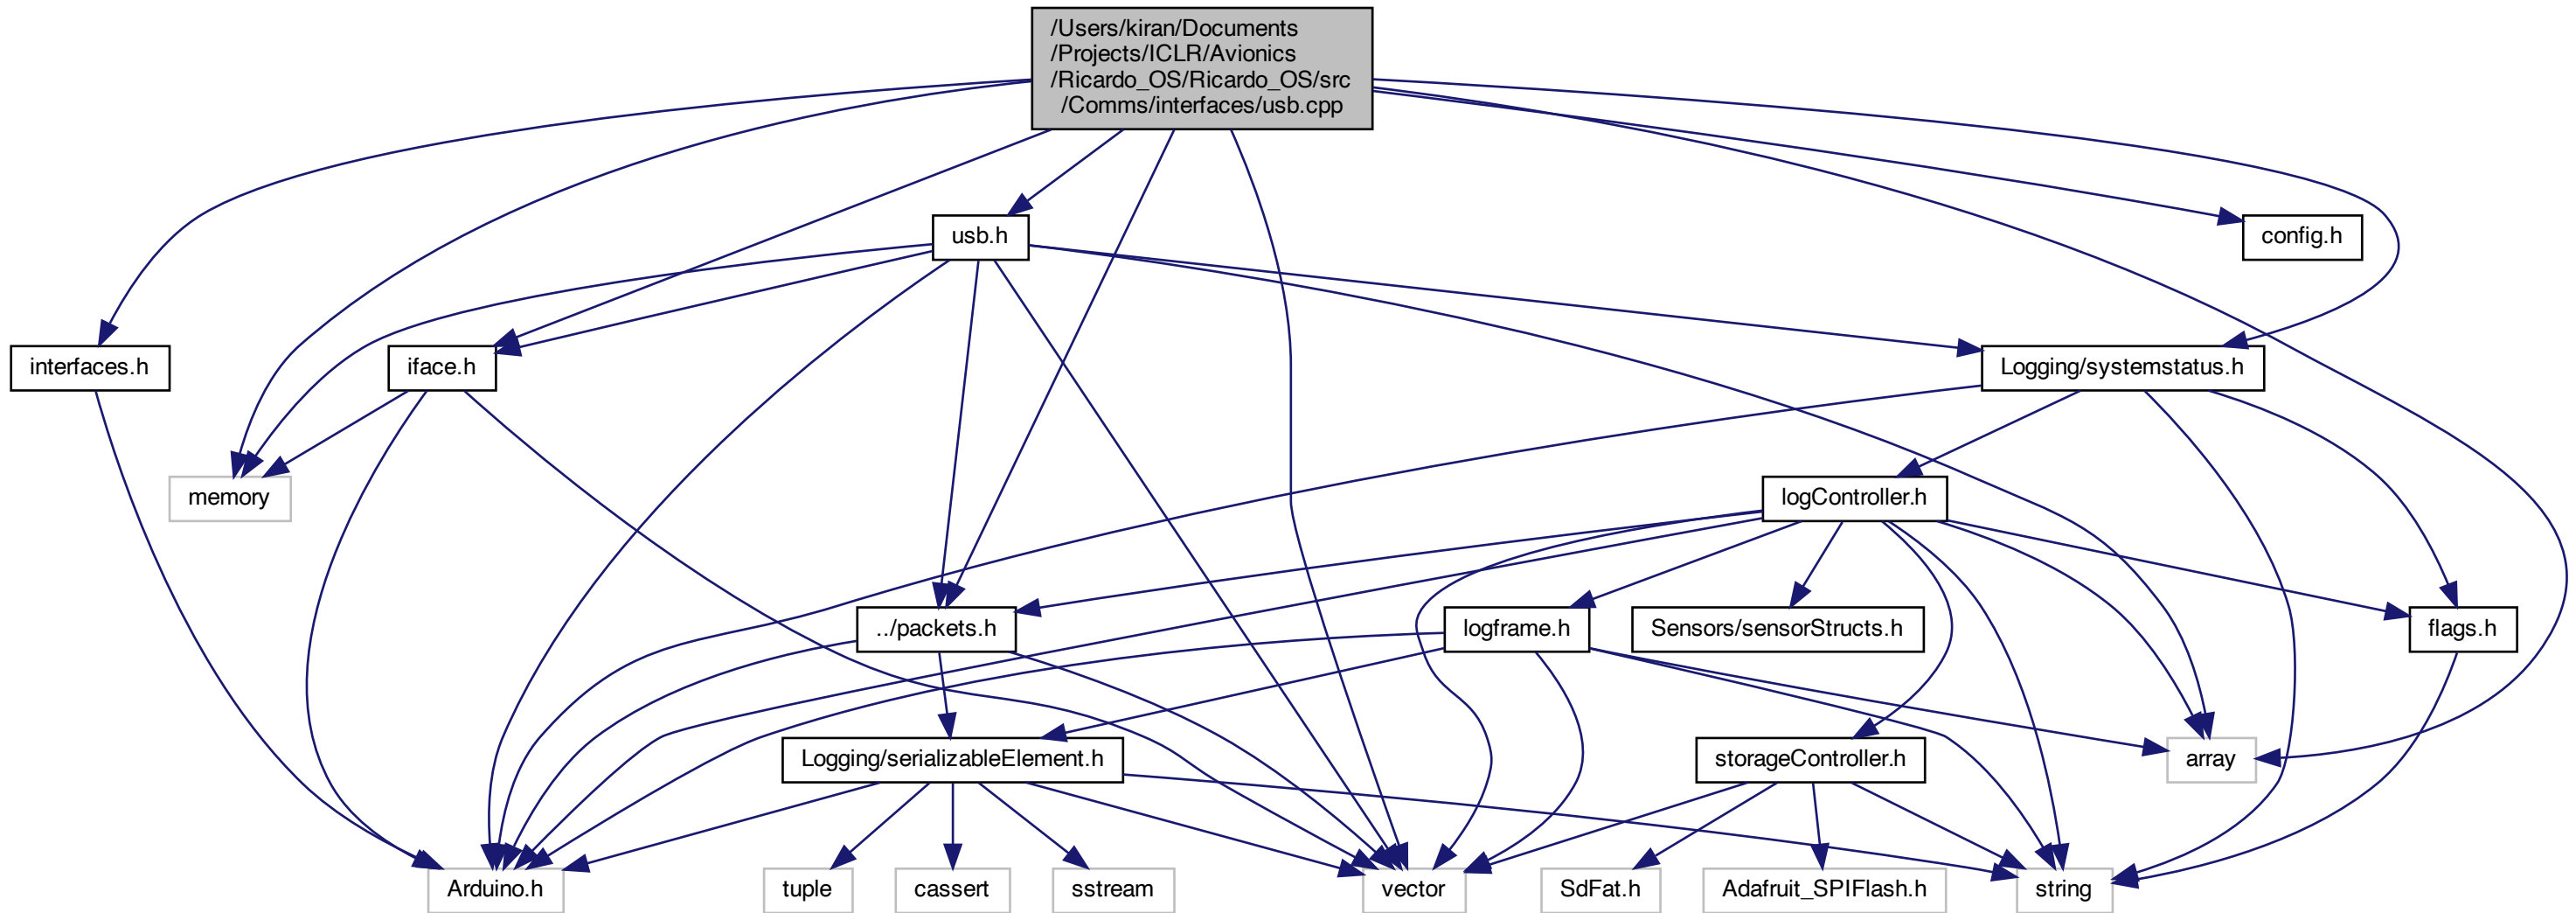 /Users/kiran/Documents
/Projects/ICLR/Avionics
/Ricardo_OS/Ricardo_OS/src
/Comms/interfaces/usb.cpp
usb.h
config.h
interfaces.h
iface.h
Logging/systemstatus.h
memory
logController.h
../packets.h
logframe.h
Sensors/sensorStructs.h
flags.h
Logging/serializableElement.h
storageController.h
array
Arduino.h
tuple
cassert
sstream
vector
SdFat.h
Adafruit_SPIFlash.h
string